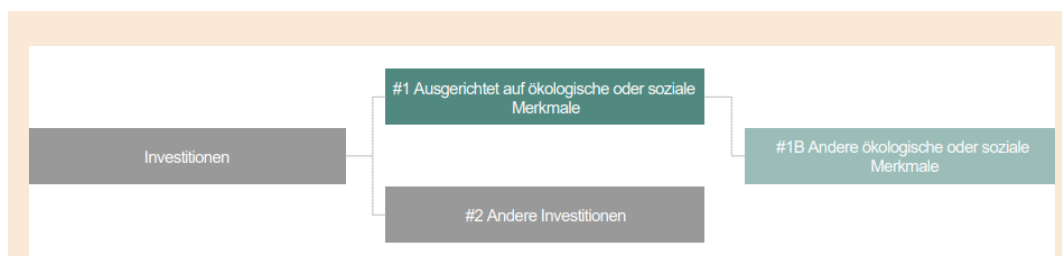 #1 Ausgerichtet auf ökologische oder soziale
Merkmale
Investitionen
#1B Andere ökologische oder soziale
Merkmale
#2 Andere Investitionen